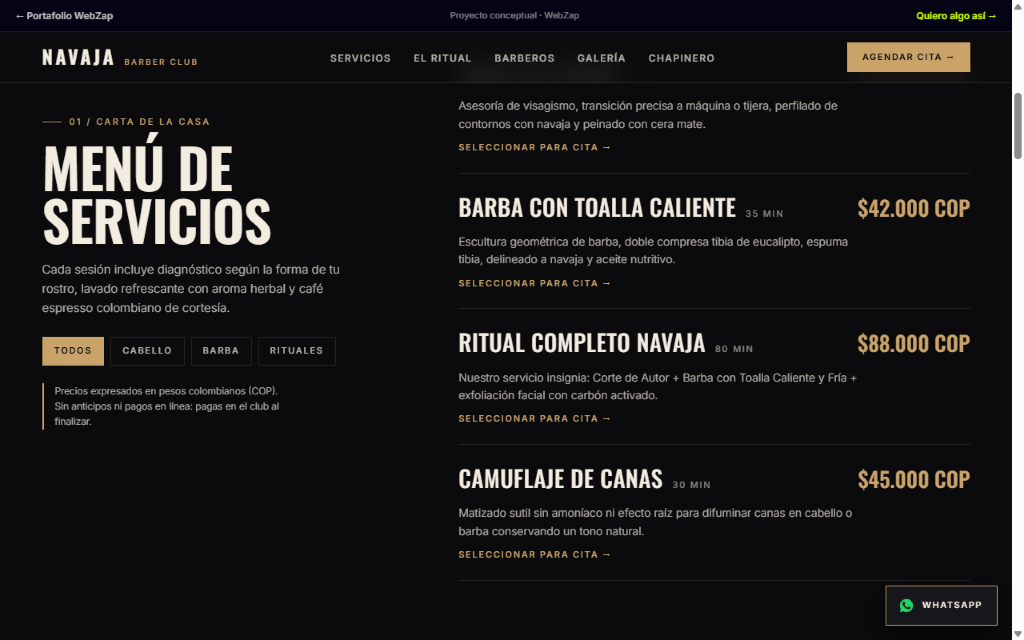 ← Portafolio WebZap
Proyecto conceptual - WebZap
Quiero algo así →
NAVAJA BARBER CLUB
SERVICIOS
EL RITUAL
BARBEROS
GALERÍA
CHAPINERO
AGENDAR CITA →
01 / CARTA DE LA CASA
MENÚ DE
SERVICIOS
Cada sesión incluye diagnóstico según la forma de tu
rostro, lavado refrescante con aroma herbal y café
espresso colombiano de cortesía.
TODOS
CABELLO
BARBA
RITUALES
Precios expresados en pesos colombianos (COP).
Sin anticipos ni pagos en línea: pagas en el club al
finalizar.
Asesoría de visagismo, transición precisa a máquina o tijera, perfilado de
contornos con navaja y peinado con cera mate.
SELECCIONAR PARA CITA →
BARBA CON TOALLA CALIENTE 35 MIN
$42.000 COP
Escultura geométrica de barba, doble compresa tibia de eucalipto, espuma
tibia, delineado a navaja y aceite nutritivo.
SELECCIONAR PARA CITA →
RITUAL COMPLETO NAVAJA 80 MIN
$88.000 COP
Nuestro servicio insignia: Corte de Autor + Barba con Toalla Caliente y Fría +
exfoliación facial con carbón activado.
SELECCIONAR PARA CITA →
CAMUFLAJE DE CANAS 30 MIN
$45.000 COP
Matizado sutil sin amoníaco ni efecto raíz para difuminar canas en cabello o
barba conservando un tono natural.
SELECCIONAR PARA CITA →
WHATSAPP